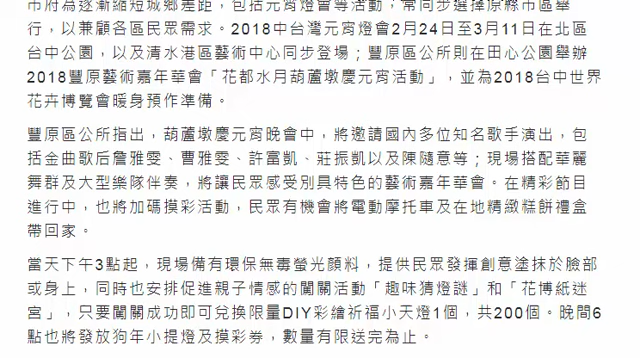 市府為逐漸縮短城鄉差距，包括元宵燈會等活動，常同步選擇原縣市區舉
行，以兼顧各區民眾需求。2018中台灣元宵燈會2月24日至3月11日在北區
台中公園，以及清水港區藝術中心同步登場；豐原區公所則在田心公園舉辦
2018豐原藝術嘉年華會「花都水月葫蘆墩慶元宵活動」，並為2018台中世界
花卉博覽會暖身預作準備。
豐原區公所指出，葫蘆墩慶元宵晚會中，將邀請國內多位知名歌手演出，包
括金曲歌后詹雅雯、曹雅雯、許富凱、莊振凱以及陳隨意等；現場搭配華麗
舞群及大型樂隊伴奏，將讓民眾感受別具特色的藝術嘉年華會。在精彩節目
進行中，也將加碼摸彩活動，民眾有機會將電動摩托車及在地精緻糕餅禮盒
帶回家。
當天下午3點起，現場備有環保無毒螢光顏料，提供民眾發揮創意塗抹於臉部
或身上，同時也安排促進親子情感的闖關活動「趣味猜燈謎」和「花博紙迷
宮」，只要闖關成功即可兌換限量DIY彩繪祈福小天燈1個，共200個。晚間6
點也將發放狗年小提燈及摸彩券，數量有限送完為止。